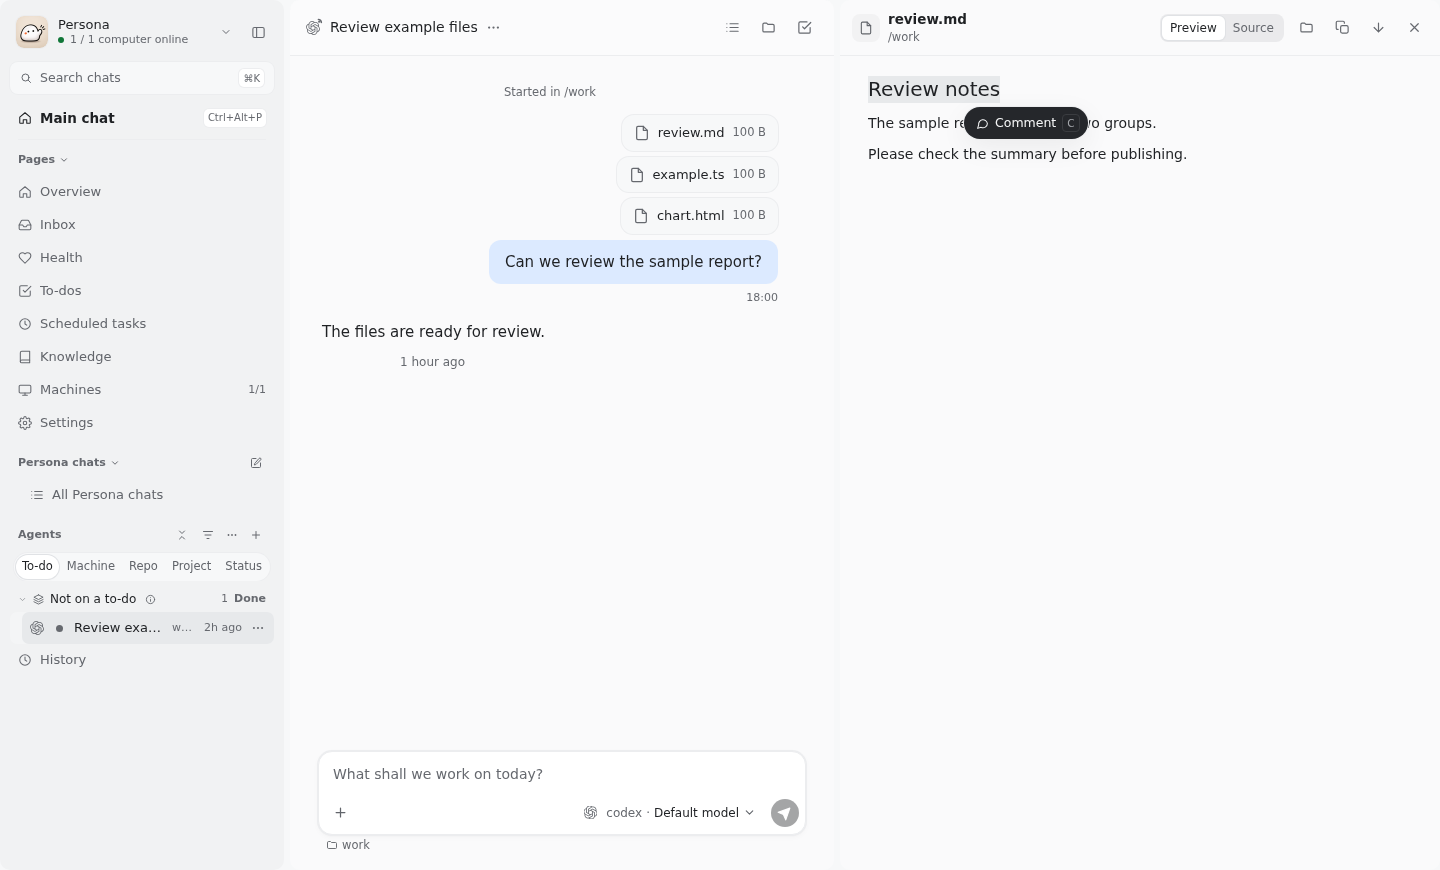 Persona
1 / 1 computer online
Search chats
⌘K
Main chat
Ctrl+Alt+P
Pages
Overview
Inbox
Health
To-dos
Scheduled tasks
Knowledge
Machines
1/1
Settings
Persona chats
All Persona chats
Agents
To-do
Machine
Repo
Project
Status
Not on a to-do
1 Done
Review exa… w… 2h ago
History
Review example files
Started in /work
review.md 100 B
example.ts 100 B
chart.html 100 B
Can we review the sample report?
18:00
The files are ready for review.
1 hour ago
What shall we work on today?
codex · Default model
work
review.md
/work
Preview
Source
Review notes
The sample
groups.
Comment C
Please check the summary before publishing.